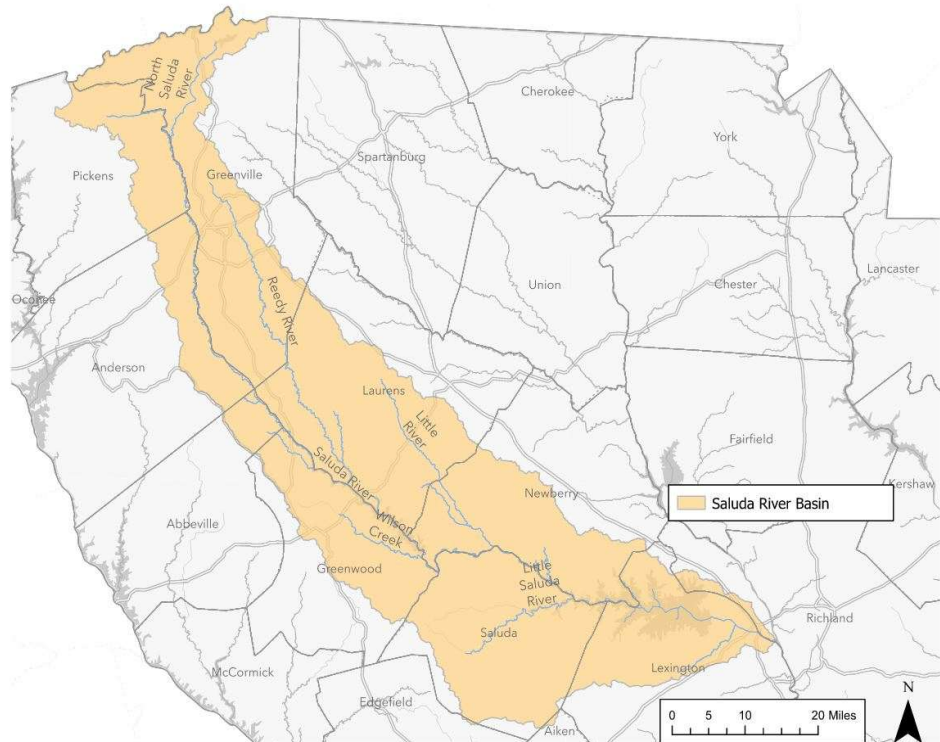 North
Saluda
River
Cherokee
York
Spartanburg
Pickens
Greenville
Lancaster
Union
Chester
Oconee
Reedy River
Anderson
Laurens
Little
River
Fairfield
Saluda River
Kershaw
Newberry
Saluda River Basin
Abbeville
Wilson
Creek
Greenwood
Little
Saluda
River
Richland
Saluda
Lexington
McCormick
Edgefield
Aiken
N
0 5 10 20 Miles